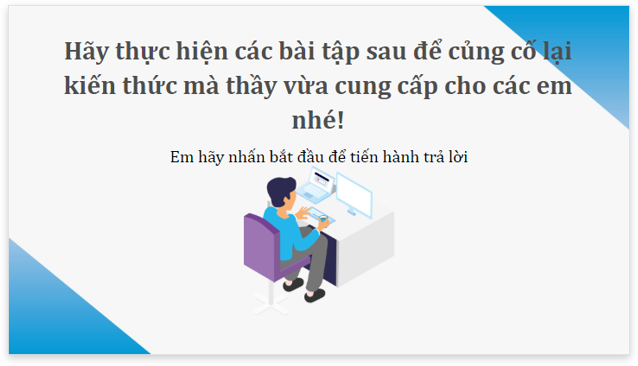 Hãy thực hiện các bài tập sau để củng cố lại
kiến thức mà thầy vừa cung cấp cho các em
nhé!
Em hãy nhấn bắt đầu để tiến hành trả lời